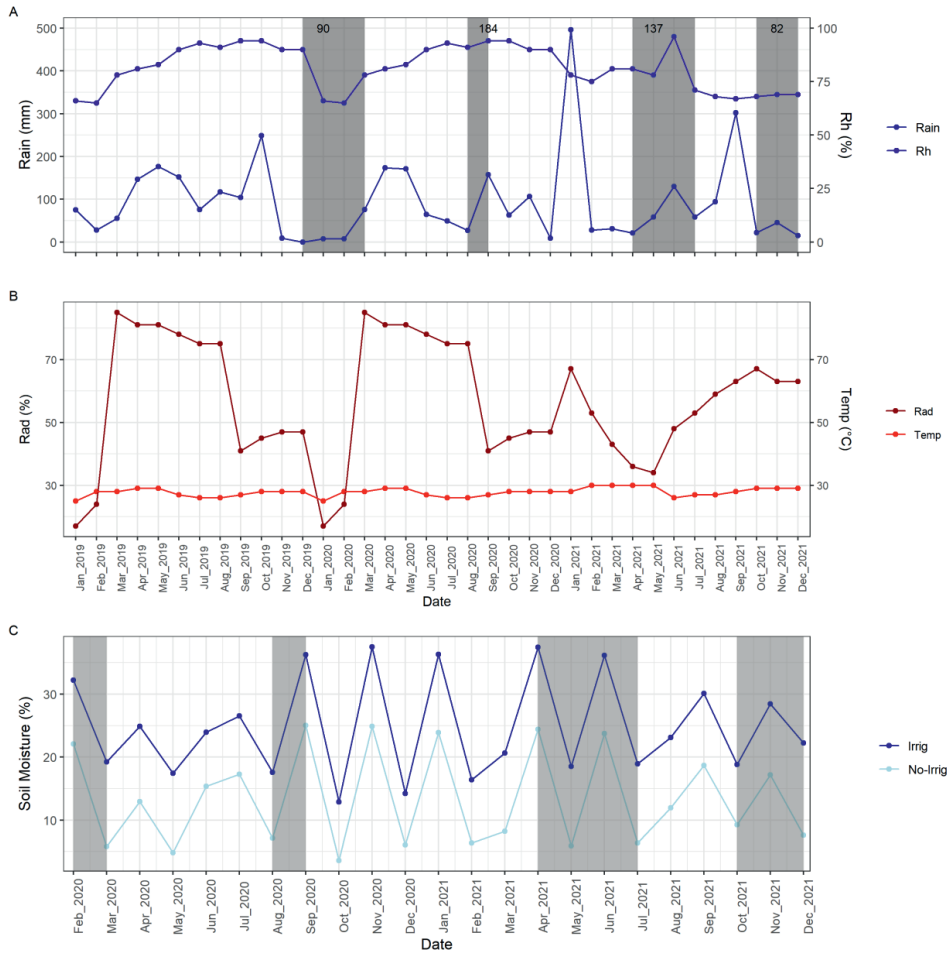 A
90
184
137
82
500
400
300
200
100
0
Rain (mm)
100
75
50
25
0
Rh (%)
Rain
Rh
B
70
50
30
Rad (%)
70
50
30
Temp (°C)
Rad
Temp
Jan_2019
Feb_2019
Mar_2019
Apr_2019
May_2019
Jun_2019
Jul_2019
Aug_2019
Sep_2019
Oct_2019
Nov_2019
Dec_2019
Jan_2020
Feb_2020
Mar_2020
Apr_2020
May_2020
Jun_2020
Jul_2020
Aug_2020
Sep_2020
Oct_2020
Nov_2020
Dec_2020
Jan_2021
Feb_2021
Mar_2021
Apr_2021
May_2021
Jun_2021
Jul_2021
Aug_2021
Sep_2021
Oct_2021
Nov_2021
Dec_2021
Date
C
30
20
10
Soil Moisture (%)
Irrig
No-Irrig
Feb_2020
Mar_2020
Apr_2020
May_2020
Jun_2020
Jul_2020
Aug_2020
Sep_2020
Oct_2020
Nov_2020
Dec_2020
Jan_2021
Feb_2021
Mar_2021
Apr_2021
May_2021
Jun_2021
Jul_2021
Aug_2021
Sep_2021
Oct_2021
Nov_2021
Dec_2021
Date